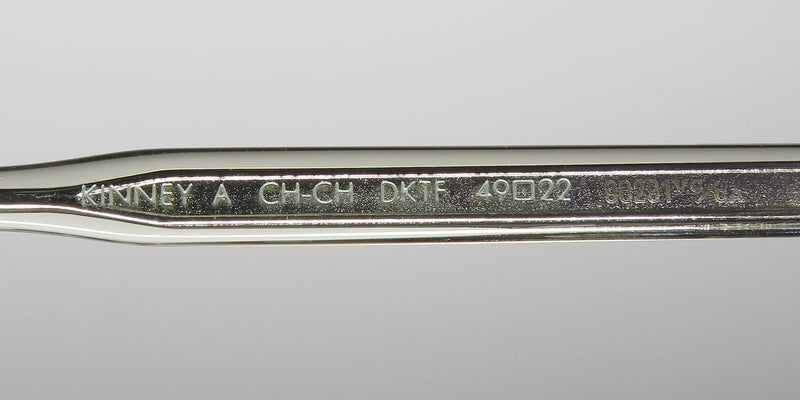 KINNEY A CH-CH DKTF 49□22